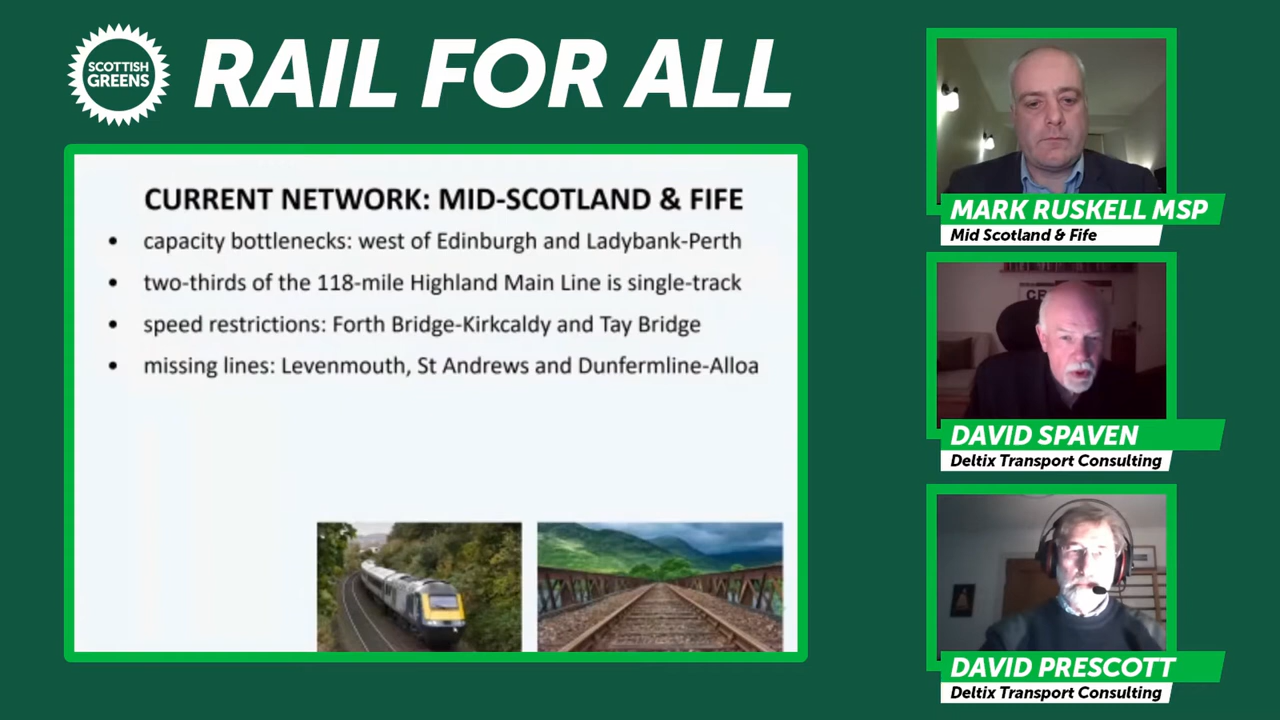 SCOTTISH
GREENS
RAIL FOR ALL
CURRENT NETWORK: MID-SCOTLAND & FIFE
• capacity bottlenecks: west of Edinburgh and Ladybank-Perth
• two-thirds of the 118-mile Highland Main Line is single-track
• speed restrictions: Forth Bridge-Kirkcaldy and Tay Bridge
• missing lines: Levenmouth, St Andrews and Dunfermline-Alloa
MARK RUSKELL MSP
Mid Scotland & Fife
DAVID SPAVEN
Deltix Transport Consulting
DAVID PRESCOTT
Deltix Transport Consulting